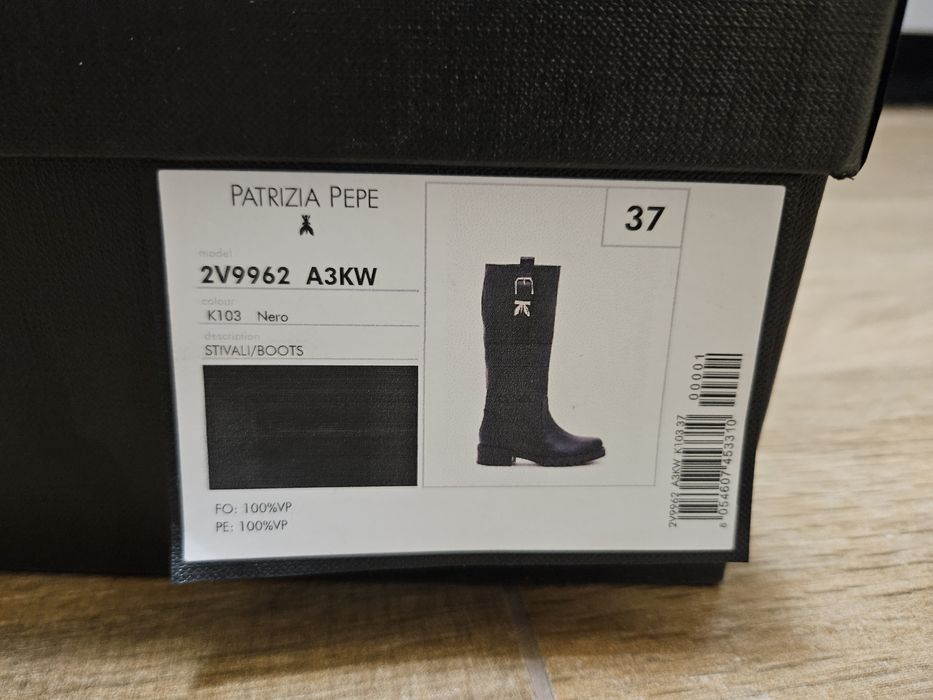 PATRIZIA PEPE
model
2V9962 A3KW
colour
K103 Nero
description
STIVALI/BOOTS
FO: 100%VP
PE: 100%VP
37
00001
2V9962 A3KW K103 37
8 054607 453310